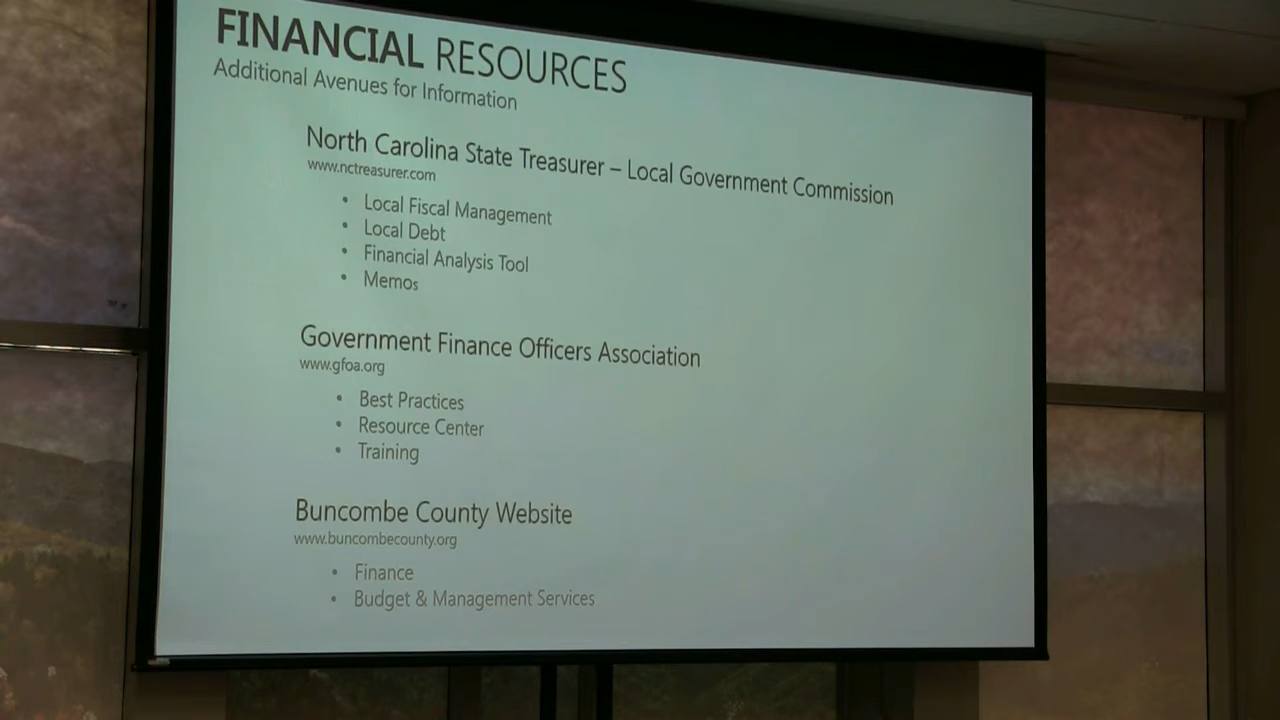 FINANCIAL RESOURCES
Additional Avenues for Information
North Carolina State Treasurer – Local Government Commission
www.nctreasurer.com
• Local Fiscal Management
• Local Debt
• Financial Analysis Tool
• Memos
Government Finance Officers Association
www.gfoa.org
• Best Practices
• Resource Center
• Training
Buncombe County Website
www.buncombecounty.org
• Finance
• Budget & Management Services